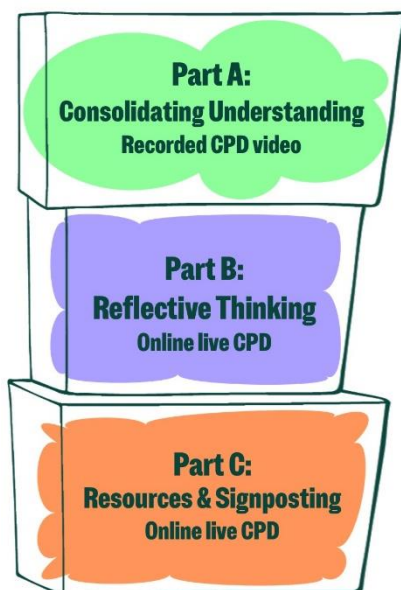 Part A:
Consolidating Understanding
Recorded CPD video
Part B:
Reflective Thinking
Online live CPD
Part C:
Resources & Signposting
Online live CPD